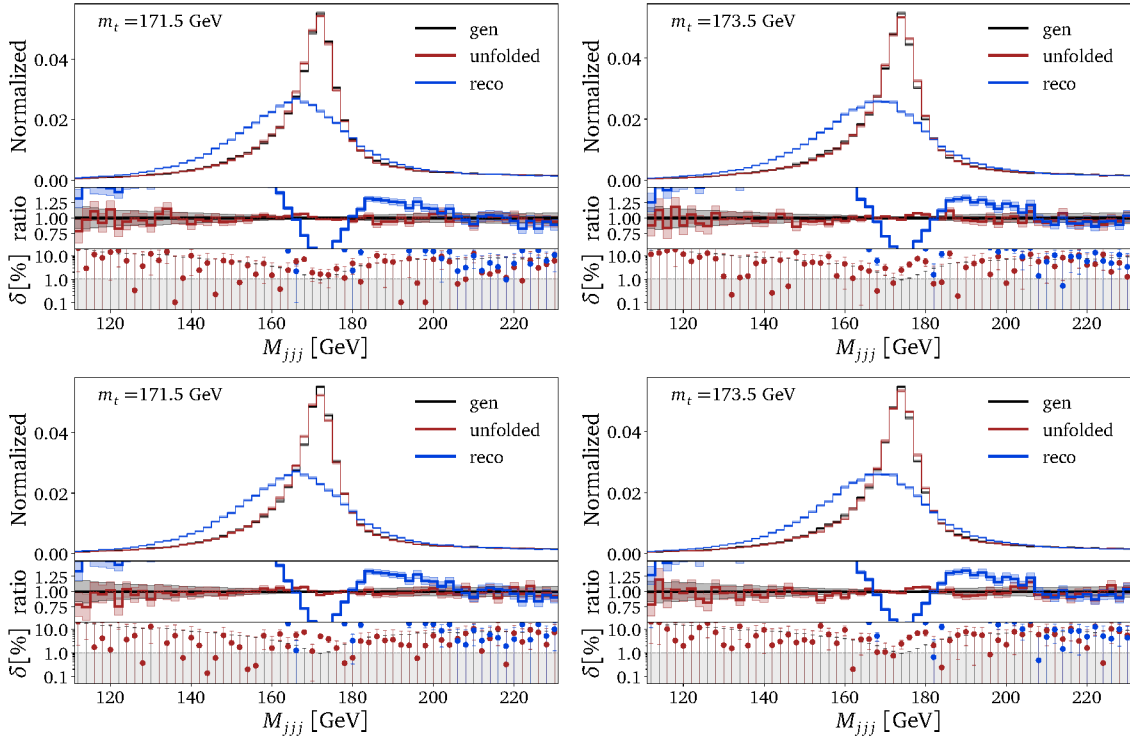 m_t = 171.5 GeV
gen
unfolded
reco
Normalized
0.04
0.02
0.00
ratio
1.25
1.00
0.75
δ[%]
10.0
1.0
0.1
120 140 160 180 200 220
M_jjj [GeV]
m_t = 173.5 GeV
gen
unfolded
reco
Normalized
0.04
0.02
0.00
ratio
1.25
1.00
0.75
δ[%]
10.0
1.0
0.1
120 140 160 180 200 220
M_jjj [GeV]
m_t = 171.5 GeV
gen
unfolded
reco
Normalized
0.04
0.02
0.00
ratio
1.25
1.00
0.75
δ[%]
10.0
1.0
0.1
120 140 160 180 200 220
M_jjj [GeV]
m_t = 173.5 GeV
gen
unfolded
reco
Normalized
0.04
0.02
0.00
ratio
1.25
1.00
0.75
δ[%]
10.0
1.0
0.1
120 140 160 180 200 220
M_jjj [GeV]